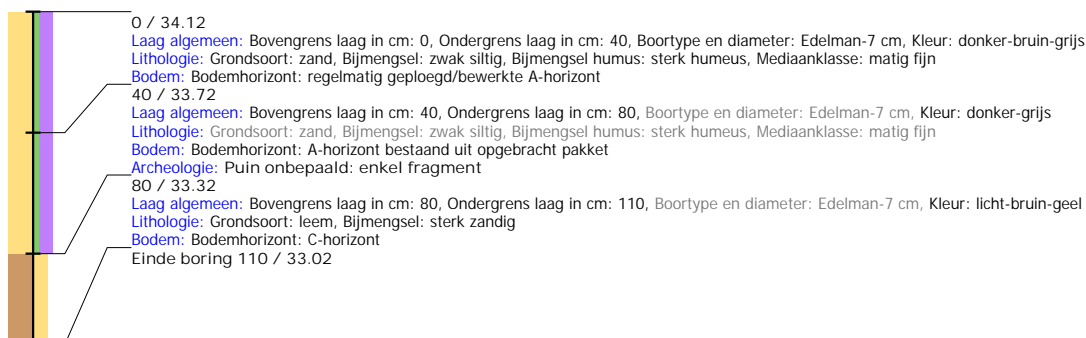 0 / 34.12
Laag algemeen: Bovengrens laag in cm: 0, Ondergrens laag in cm: 40, Boortype en diameter: Edelman-7 cm, Kleur: donker-bruin-grijs
Lithologie: Grondsoort: zand, Bijmengsel: zwak siltig, Bijmengsel humus: sterk humeus, Mediaanklasse: matig fijn
Bodem: Bodemhorizont: regelmatig geploegd/bewerkte A-horizont
40 / 33.72
Laag algemeen: Bovengrens laag in cm: 40, Ondergrens laag in cm: 80, Boortype en diameter: Edelman-7 cm, Kleur: donker-grijs
Lithologie: Grondsoort: zand, Bijmengsel: zwak siltig, Bijmengsel humus: sterk humeus, Mediaanklasse: matig fijn
Bodem: Bodemhorizont: A-horizont bestaand uit opgebracht pakket
Archeologie: Puin onbepaald: enkel fragment
80 / 33.32
Laag algemeen: Bovengrens laag in cm: 80, Ondergrens laag in cm: 110, Boortype en diameter: Edelman-7 cm, Kleur: licht-bruin-geel
Lithologie: Grondsoort: leem, Bijmengsel: sterk zandig
Bodem: Bodemhorizont: C-horizont
Einde boring 110 / 33.02